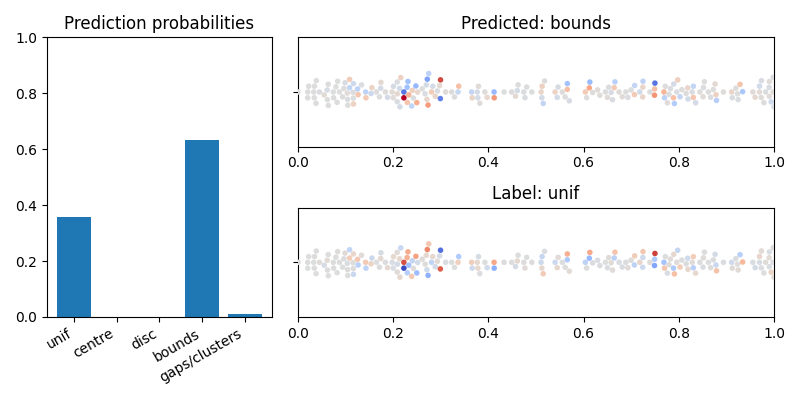 Prediction probabilities
1.0
0.8
0.6
0.4
0.2
0.0
unif
centre
disc
bounds
gaps/clusters
Predicted: bounds
0.0 0.2 0.4 0.6 0.8 1.0
Label: unif
0.0 0.2 0.4 0.6 0.8 1.0